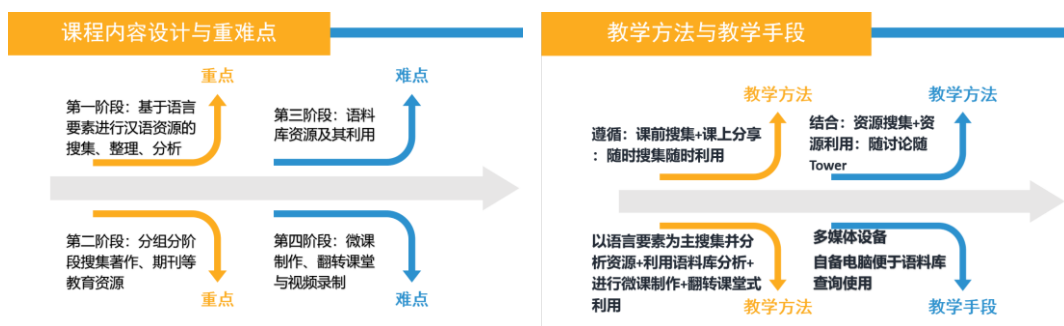 课程内容设计与重难点
重点
难点
第一阶段：基于语言
要素进行汉语资源的
搜集、整理、分析
第三阶段：语料
库资源及其利用
第二阶段：分组分阶
段搜集著作、期刊等
教育资源
第四阶段：微课
制作、翻转课堂
与视频录制
重点
难点
教学方法与教学手段
教学方法
教学方法
遵循：课前搜集+课上分享
：随时搜集随时利用
结合：资源搜集+资
源利用：随讨论随
Tower
以语言要素为主搜集并分
析资源+利用语料库分析+
进行微课制作+翻转课堂式
利用
多媒体设备
自备电脑便于语料库
查询使用
教学方法
教学手段